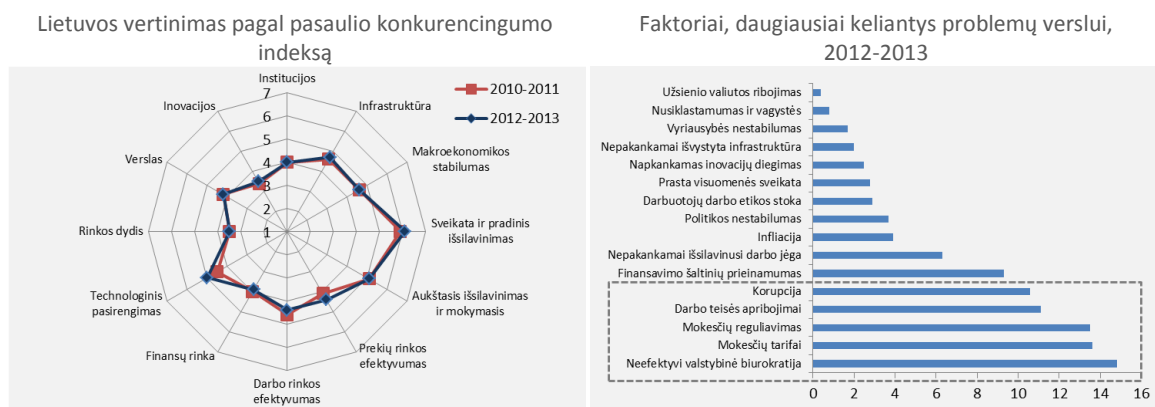 Lietuvos vertinimas pagal pasaulio konkurencingumo
indeksą
Institucijos
Infrastruktūra
Makroekonomikos
stabilumas
Sveikata ir pradinis
išsilavinimas
Aukštasis išsilavinimas
ir mokymasis
Prekių rinkos
efektyvumas
Darbo rinkos
efektyvumas
Finansų rinka
Technologinis
pasirengimas
Rinkos dydis
Verslas
Inovacijos
7
6
5
4
3
2
1
2010-2011
2012-2013
Faktoriai, daugiausiai keliantys problemų verslui,
2012-2013
Užsienio valiutos ribojimas
Nusiklastamumas ir vagystės
Vyriausybės nestabilumas
Nepakankamai išvystyta infrastruktūra
Napkankamas inovacijų diegimas
Prasta visuomenės sveikata
Darbuotojų darbo etikos stoka
Politikos nestabilumas
Infliacija
Nepakankamai išsilavinusi darbo jėga
Finansavimo šaltinių prieinamumas
Korupcija
Darbo teisės apribojimai
Mokesčių reguliavimas
Mokesčių tarifai
Neefektyvi valstybinė biurokratija
0 2 4 6 8 10 12 14 16